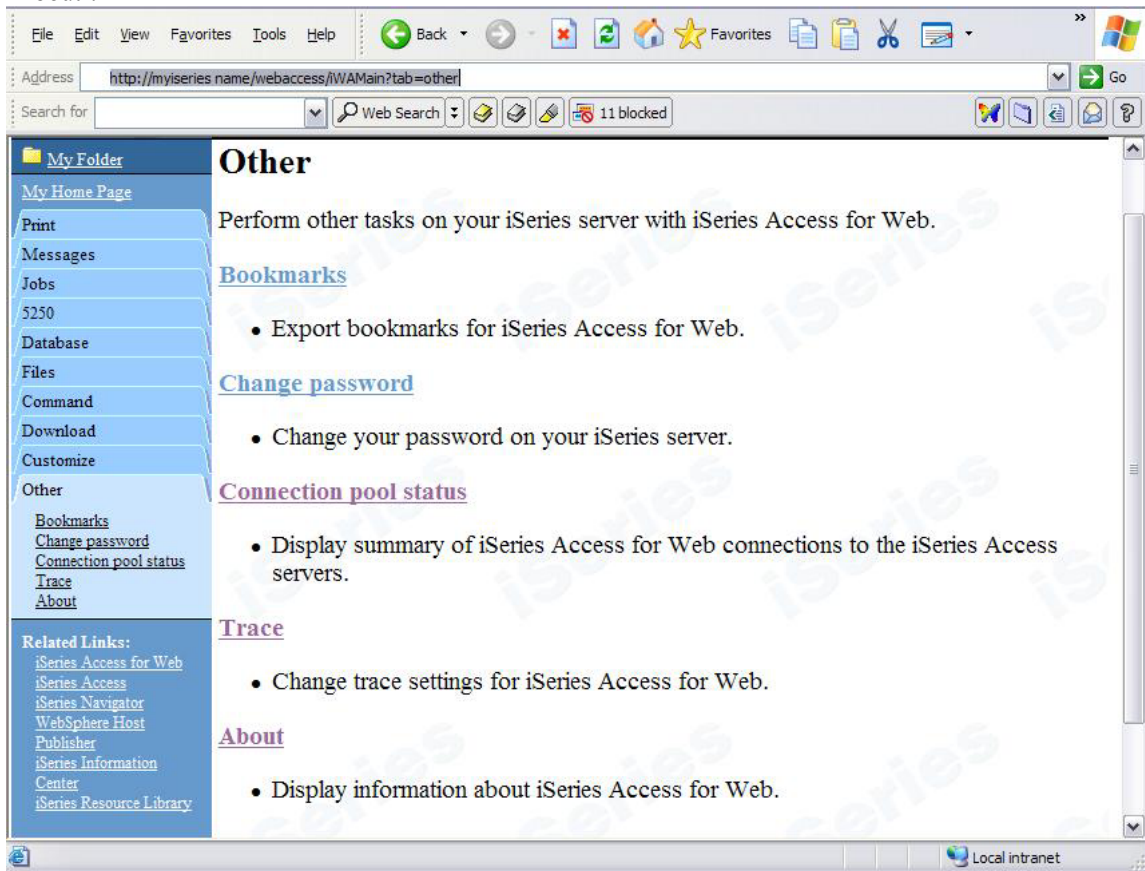 File Edit View Favorites Tools Help Back Favorites »
Address http://myiseries name/webaccess/iWAMain?tab=other Go
Search for Web Search 11 blocked
My Folder
My Home Page
Print
Messages
Jobs
5250
Database
Files
Command
Download
Customize
Other
Bookmarks
Change password
Connection pool status
Trace
About
Related Links:
iSeries Access for Web
iSeries Access
iSeries Navigator
WebSphere Host
Publisher
iSeries Information
Center
iSeries Resource Library
Other
Perform other tasks on your iSeries server with iSeries Access for Web.
Bookmarks
• Export bookmarks for iSeries Access for Web.
Change password
• Change your password on your iSeries server.
Connection pool status
• Display summary of iSeries Access for Web connections to the iSeries Access
servers.
Trace
• Change trace settings for iSeries Access for Web.
About
• Display information about iSeries Access for Web.
Local intranet